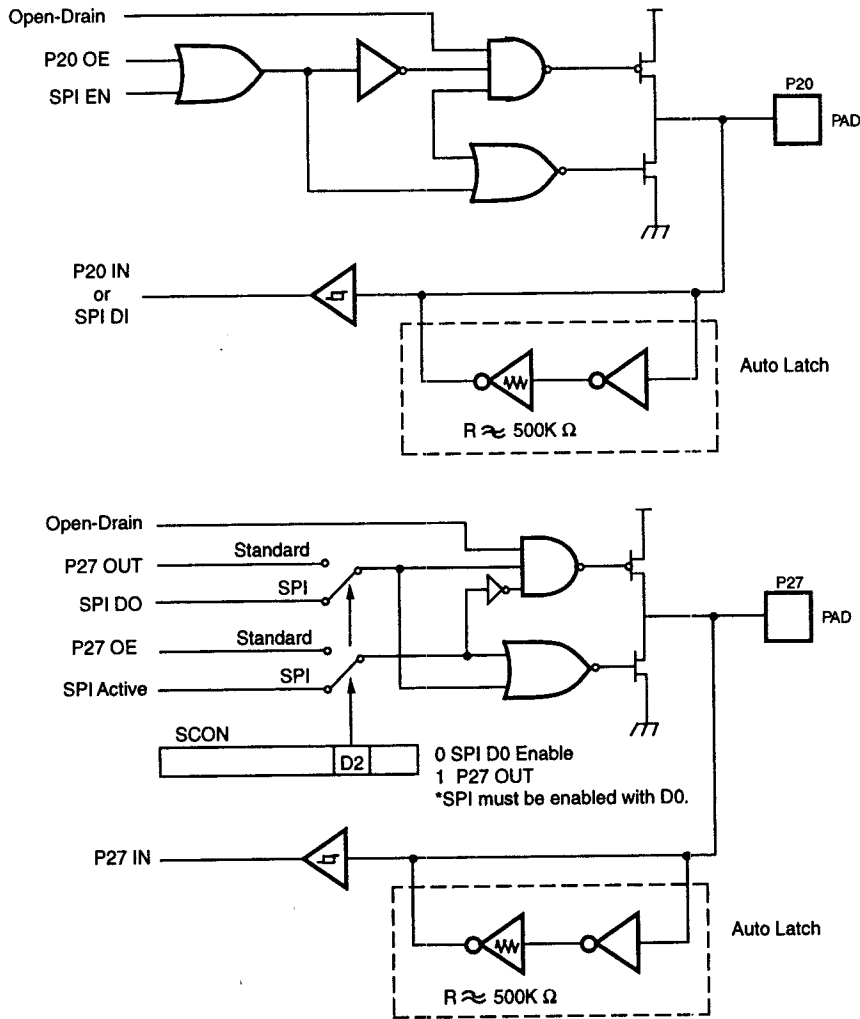 Open-Drain
P20 OE
SPI EN
P20
PAD
P20 IN
or
SPI DI
Auto Latch
R ≈ 500K Ω
Open-Drain
P27 OUT
Standard
SPI DO
SPI
P27 OE
Standard
SPI Active
SPI
P27
PAD
SCON
D2
0 SPI D0 Enable
1 P27 OUT
*SPI must be enabled with D0.
P27 IN
Auto Latch
R ≈ 500K Ω